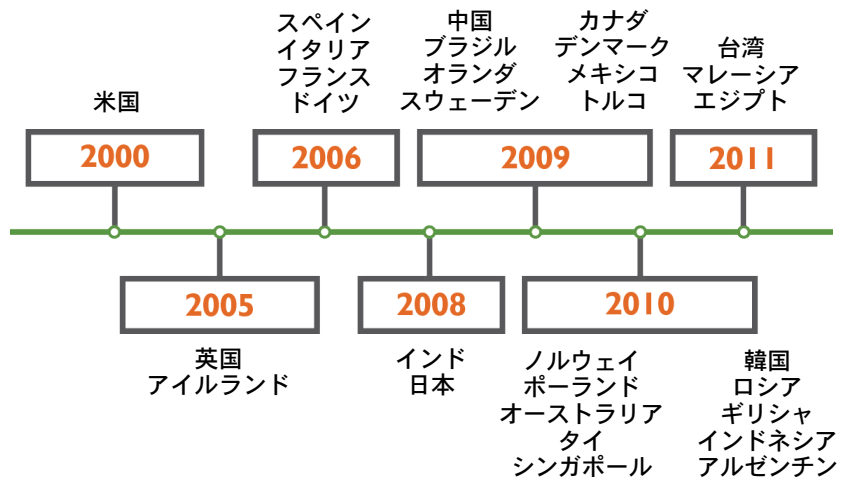 米国
2000
英国
アイルランド
2005
スペイン
イタリア
フランス
ドイツ
2006
インド
日本
2008
中国
ブラジル
オランダ
スウェーデン
カナダ
デンマーク
メキシコ
トルコ
2009
2010
ノルウェイ
ポーランド
オーストラリア
タイ
シンガポール
韓国
ロシア
ギリシャ
インドネシア
アルゼンチン
台湾
マレーシア
エジプト
2011